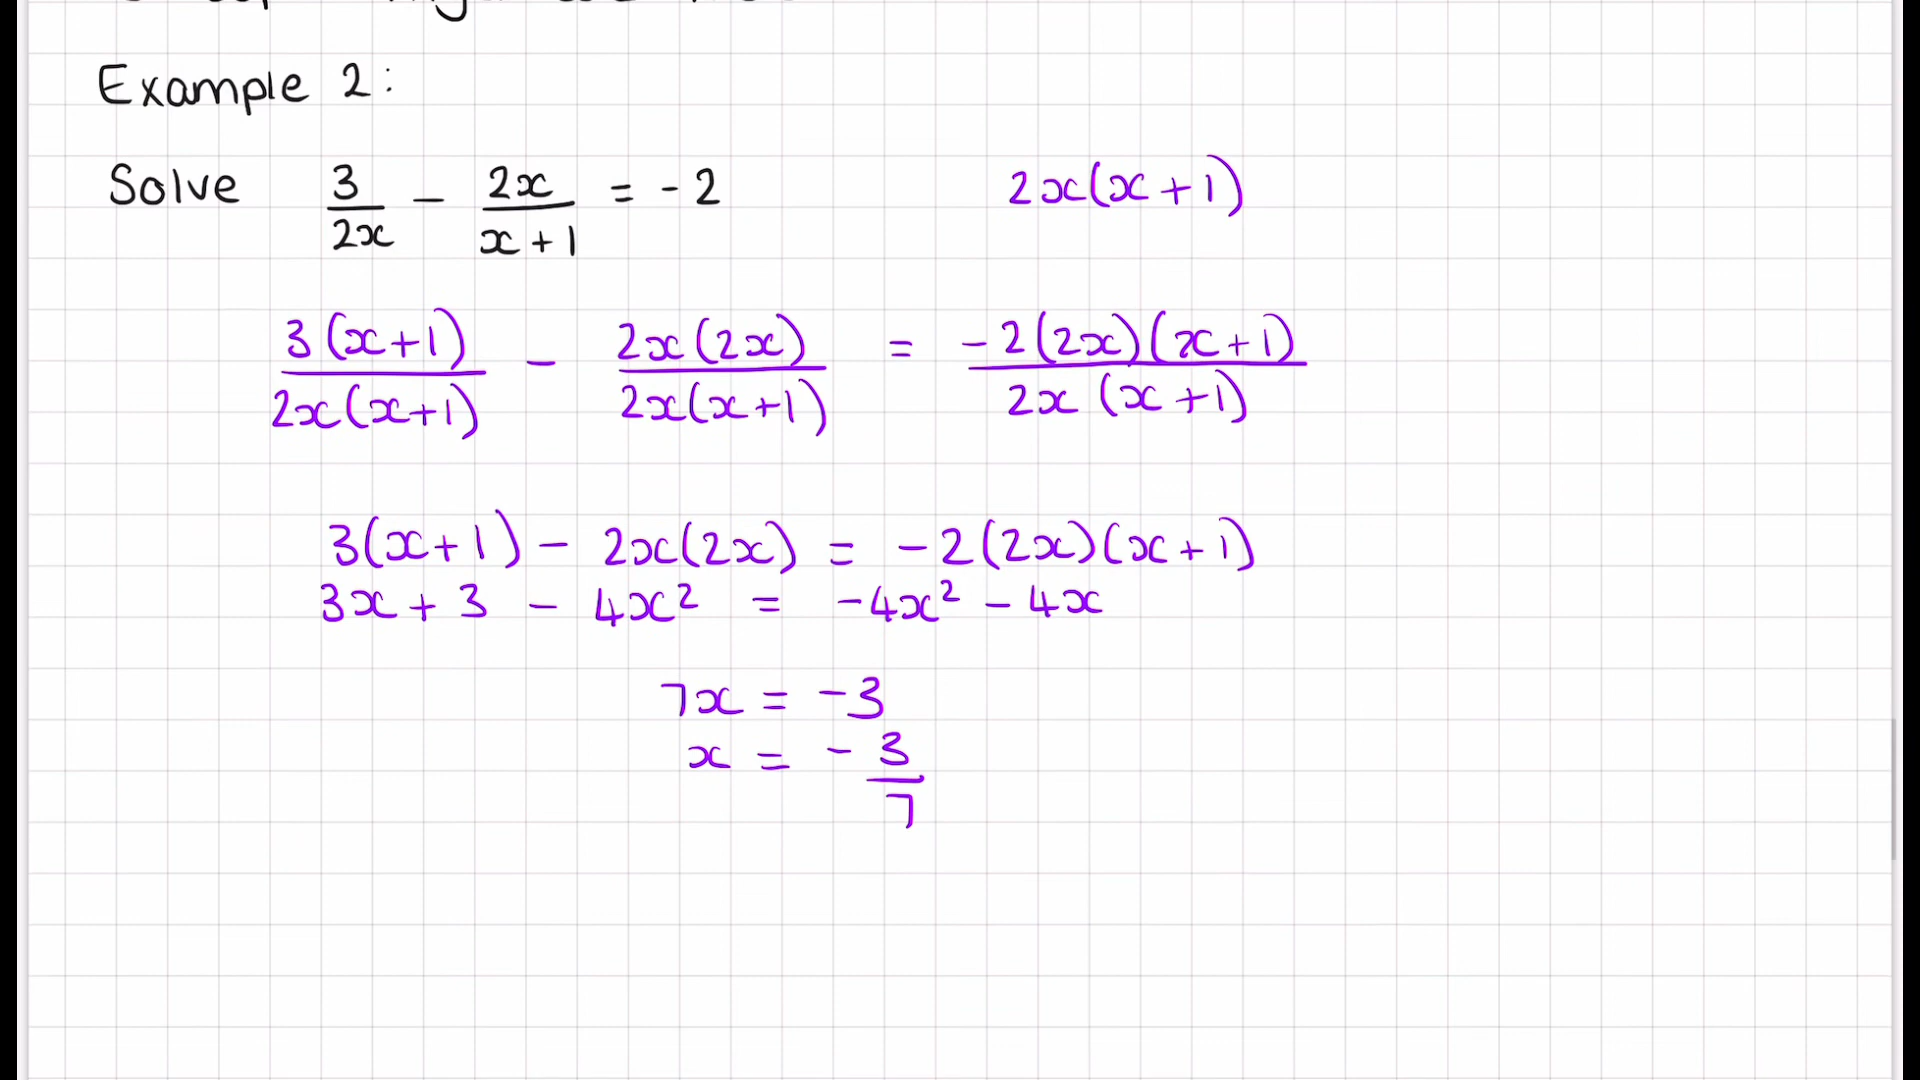 Example 2:
Solve 3/2x - 2x/x+1 = -2
2x(x+1)
3(x+1)/2x(x+1) - 2x(2x)/2x(x+1) = -2(2x)(x+1)/2x(x+1)
3(x+1) - 2x(2x) = -2(2x)(x+1)
3x + 3 - 4x² = -4x² - 4x
7x = -3
x = -3/7